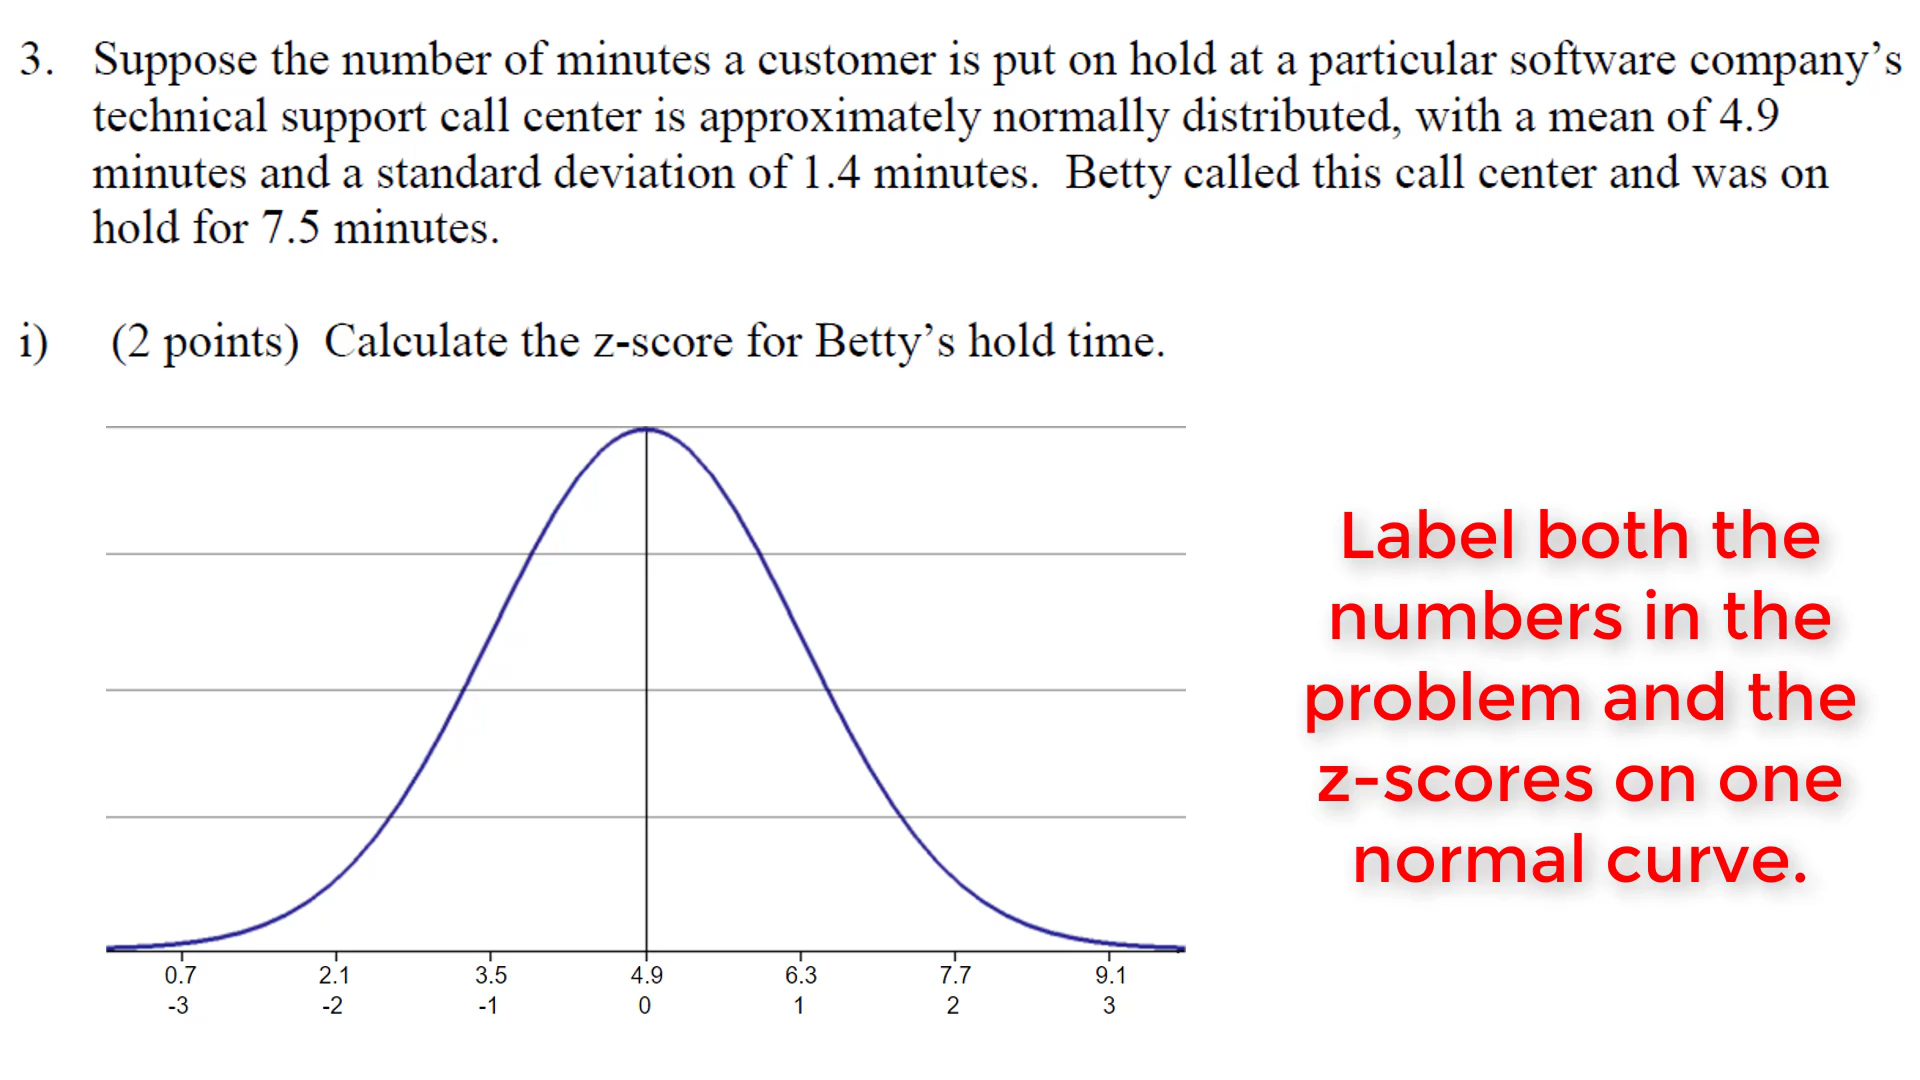 3. Suppose the number of minutes a customer is put on hold at a particular software company’s
technical support call center is approximately normally distributed, with a mean of 4.9
minutes and a standard deviation of 1.4 minutes. Betty called this call center and was on
hold for 7.5 minutes.
i) (2 points) Calculate the z-score for Betty’s hold time.
Label both the
numbers in the
problem and the
z-scores on one
normal curve.
0.7 2.1 3.5 4.9 6.3 7.7 9.1
-3 -2 -1 0 1 2 3